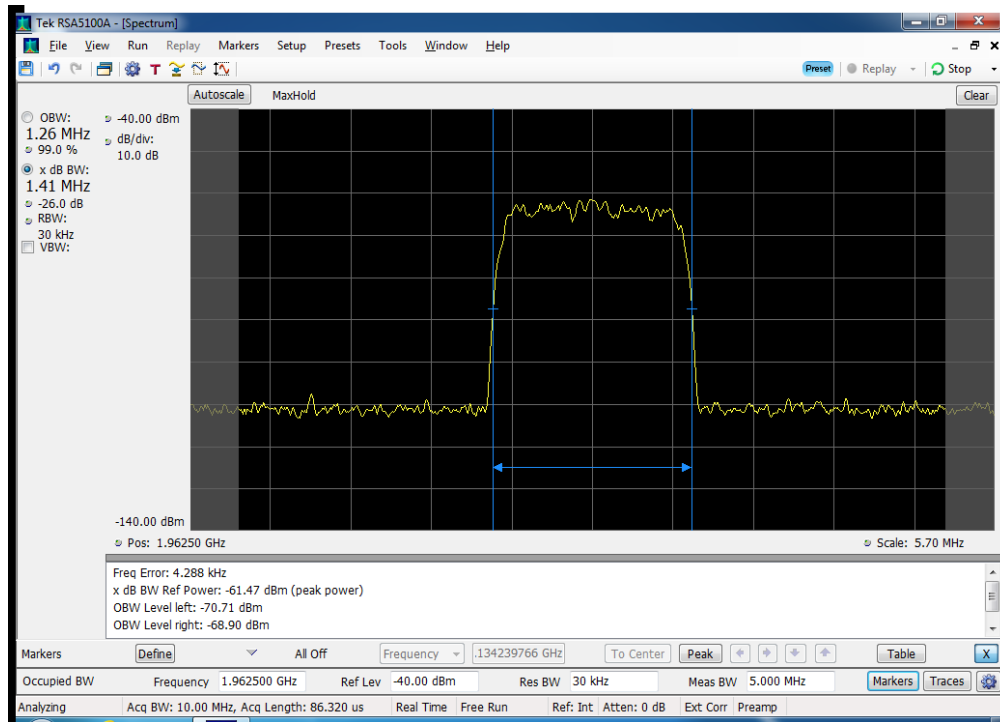 Tek RSA5100A - [Spectrum]
File View Run Replay Markers Setup Presets Tools Window Help
T Preset Replay Stop
Autoscale MaxHold Clear
OBW:
1.26 MHz
99.0 %
x dB BW:
1.41 MHz
-26.0 dB
RBW:
30 kHz
VBW:
-40.00 dBm
dB/div:
10.0 dB
-140.00 dBm
Pos: 1.96250 GHz Scale: 5.70 MHz
Freq Error: 4.288 kHz
x dB BW Ref Power: -61.47 dBm (peak power)
OBW Level left: -70.71 dBm
OBW Level right: -68.90 dBm
Markers Define All Off Frequency .134239766 GHz To Center Peak Table X
Occupied BW Frequency 1.962500 GHz Ref Lev -40.00 dBm Res BW 30 kHz Meas BW 5.000 MHz Markers Traces
Analyzing Acq BW: 10.00 MHz, Acq Length: 86.320 us Real Time Free Run Ref: Int Atten: 0 dB Ext Corr Preamp